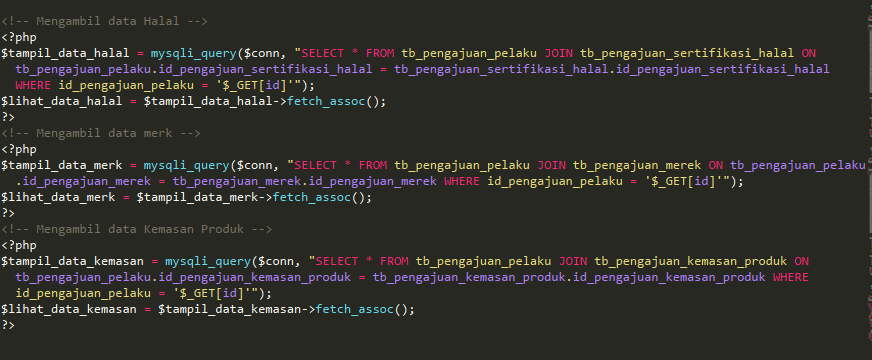 <!-- Mengambil data Halal -->
<?php
$tampil_data_halal = mysqli_query($conn, "SELECT * FROM tb_pengajuan_pelaku JOIN tb_pengajuan_sertifikasi_halal ON
tb_pengajuan_pelaku.id_pengajuan_sertifikasi_halal = tb_pengajuan_sertifikasi_halal.id_pengajuan_sertifikasi_halal
WHERE id_pengajuan_pelaku = '$_GET[id]'");
$lihat_data_halal = $tampil_data_halal->fetch_assoc();
?>
<!-- Mengambil data merk -->
<?php
$tampil_data_merk = mysqli_query($conn, "SELECT * FROM tb_pengajuan_pelaku JOIN tb_pengajuan_merek ON tb_pengajuan_pelaku
.id_pengajuan_merek = tb_pengajuan_merek.id_pengajuan_merek WHERE id_pengajuan_pelaku = '$_GET[id]'");
$lihat_data_merk = $tampil_data_merk->fetch_assoc();
?>
<!-- Mengambil data Kemasan Produk -->
<?php
$tampil_data_kemasan = mysqli_query($conn, "SELECT * FROM tb_pengajuan_pelaku JOIN tb_pengajuan_kemasan_produk ON
tb_pengajuan_pelaku.id_pengajuan_kemasan_produk = tb_pengajuan_kemasan_produk.id_pengajuan_kemasan_produk WHERE
id_pengajuan_pelaku = '$_GET[id]'");
$lihat_data_kemasan = $tampil_data_kemasan->fetch_assoc();
?>